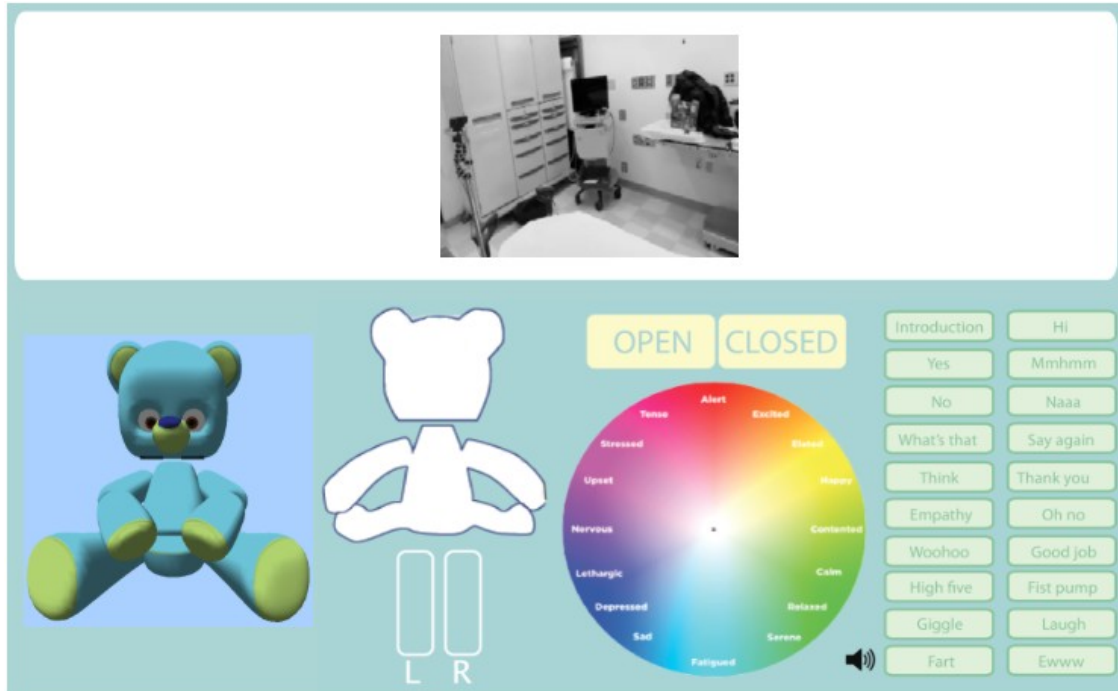 OPEN CLOSED
Alert
Tense Excited
Stressed Elated
Upset Happy
Nervous Contented
Lethargic Calm
Depressed Relaxed
Sad Serene
Fatigued
L R
Introduction Hi
Yes Mmhmm
No Naaa
What's that Say again
Think Thank you
Empathy Oh no
Woohoo Good job
High five Fist pump
Giggle Laugh
Fart Ewww